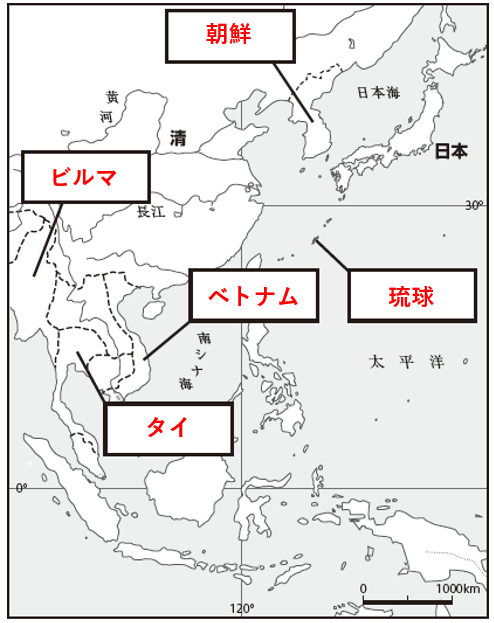 朝鮮
日本海
黄河
清
日本
ビルマ
長江
30°
ベトナム
琉球
南シナ海
太平洋
タイ
0°
0
1000km
120°